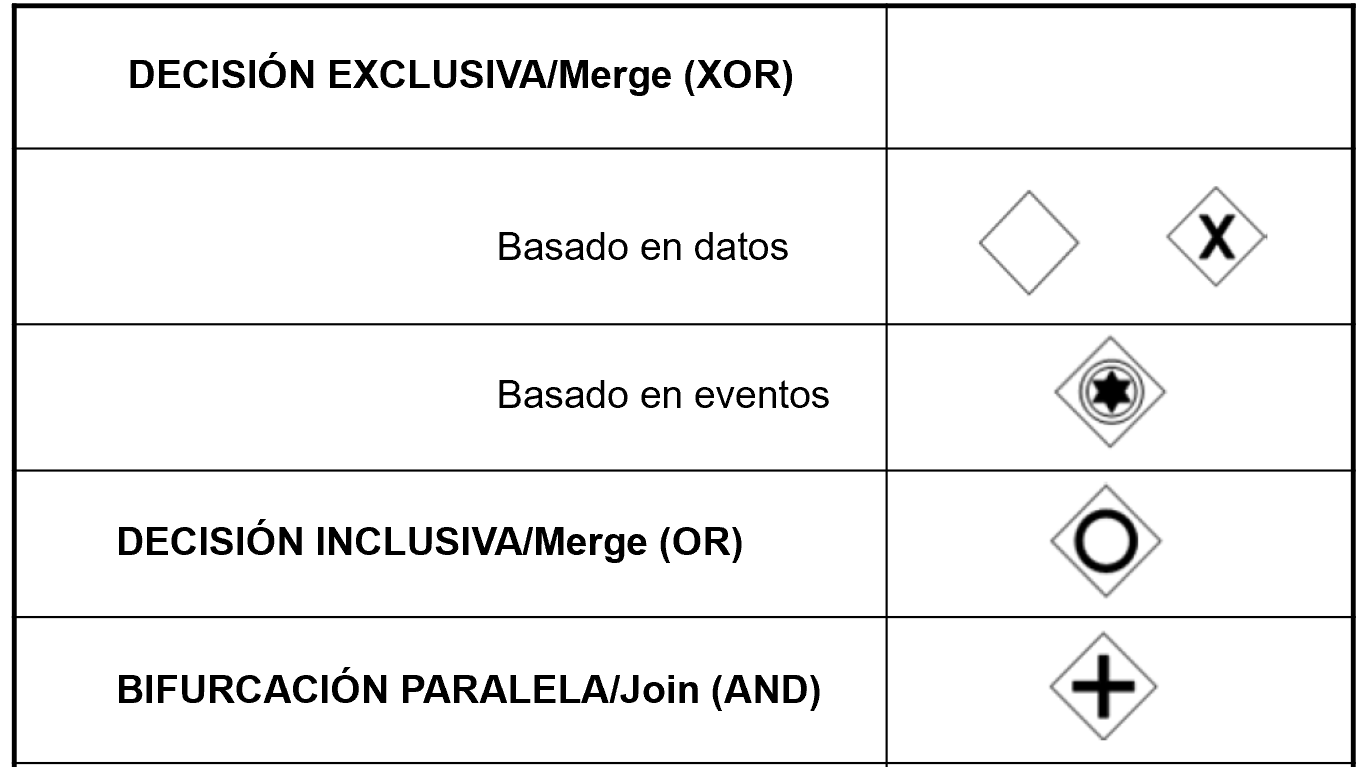 DECISIÓN EXCLUSIVA/Merge (XOR)
Basado en datos
X
Basado en eventos
DECISIÓN INCLUSIVA/Merge (OR)
BIFURCACIÓN PARALELA/Join (AND)